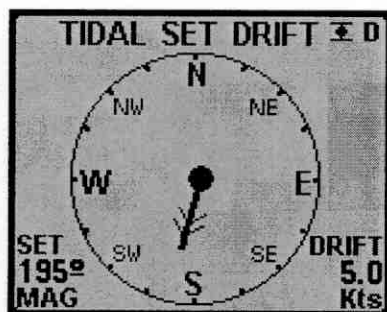 TIDAL SET DRIFT D
N
NW NE
W E
SW SE
S
SET
195º
MAG
DRIFT
5.0
Kts